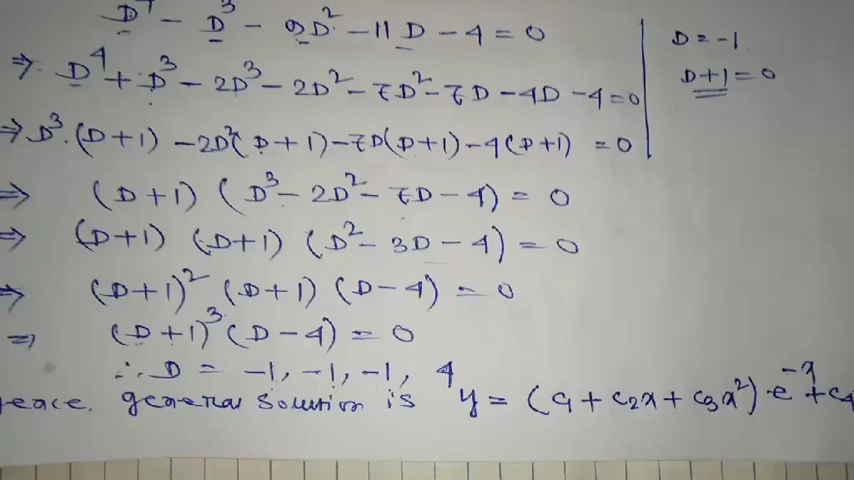 D⁴ - D³ - 9D² - 11D - 4 = 0
⇒ D⁴ + D³ - 2D³ - 2D² - 7D² - 7D - 4D - 4 = 0
⇒ D³.(D+1) - 2D²(D+1) - 7D(D+1) - 4(D+1) = 0
⇒ (D+1) (D³ - 2D² - 7D - 4) = 0
⇒ (D+1) (D+1) (D² - 3D - 4) = 0
⇒ (D+1)² (D+1) (D-4) = 0
⇒ (D+1)³ (D-4) = 0
∴ D = -1, -1, -1, 4
general solution is y = (c₁ + c₂x + c₃x²)·e⁻ˣ + c₄
D = -1
D+1 = 0